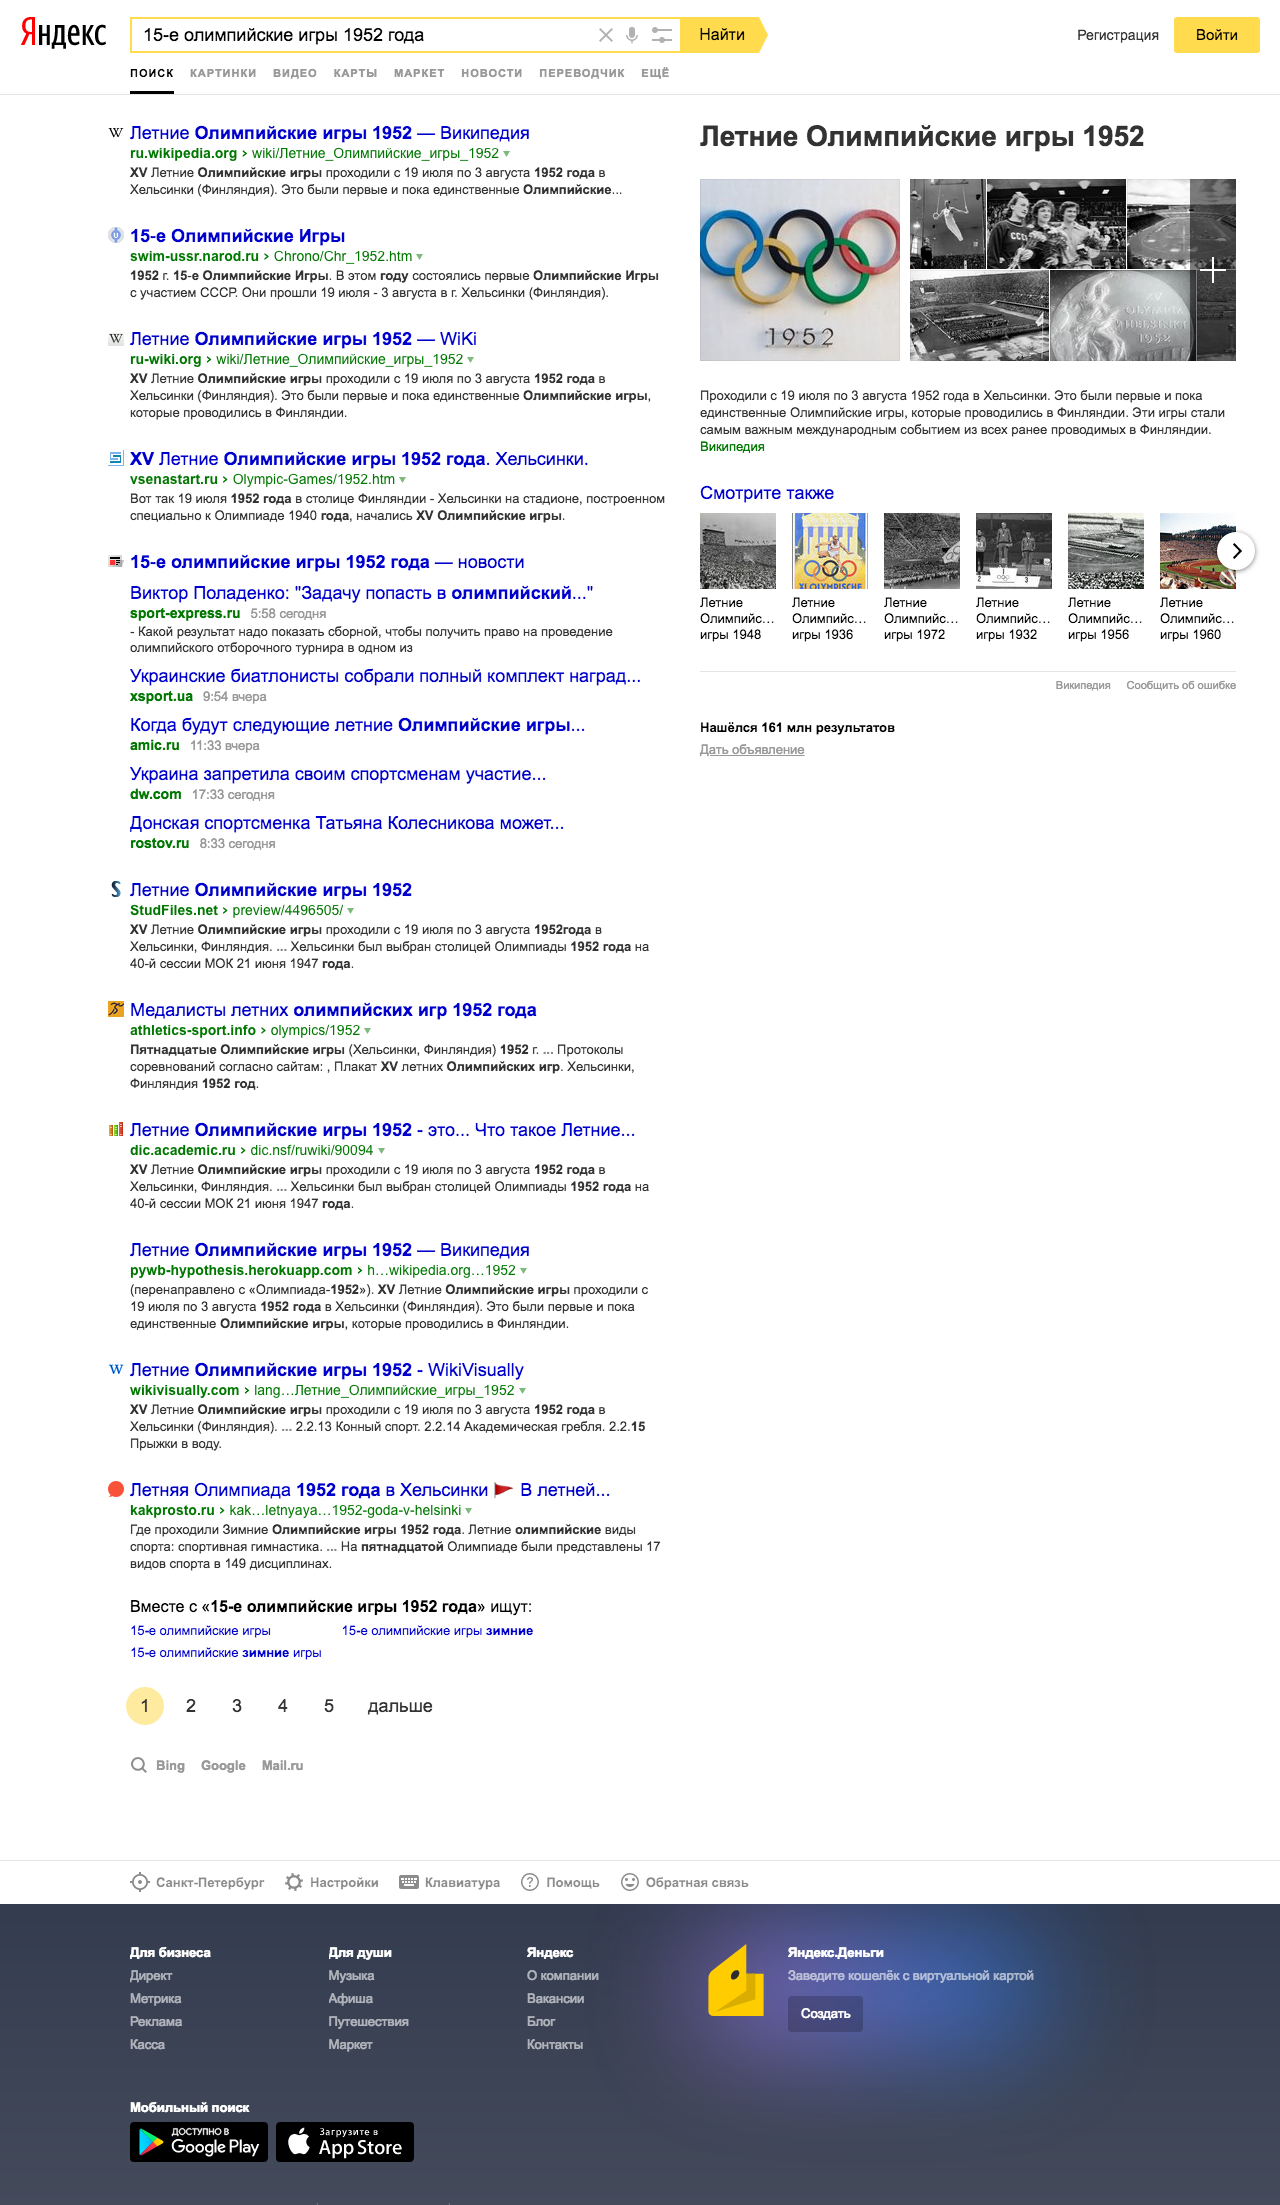 Яндекс
15-е олимпийские игры 1952 года
Найти
Регистрация
Войти
ПОИСК КАРТИНКИ ВИДЕО КАРТЫ МАРКЕТ НОВОСТИ ПЕРЕВОДЧИК ЕЩЁ
Летние Олимпийские игры 1952 — Википедия
ru.wikipedia.org › wiki/Летние_Олимпийские_игры_1952
XV Летние Олимпийские игры проходили с 19 июля по 3 августа 1952 года в
Хельсинки (Финляндия). Это были первые и пока единственные Олимпийские...
15-е Олимпийские Игры
swim-ussr.narod.ru › Chrono/Chr_1952.htm
1952 г. 15-е Олимпийские Игры. В этом году состоялись первые Олимпийские Игры
с участием СССР. Они прошли 19 июля - 3 августа в г. Хельсинки (Финляндия).
Летние Олимпийские игры 1952 — WiKi
ru-wiki.org › wiki/Летние_Олимпийские_игры_1952
XV Летние Олимпийские игры проходили с 19 июля по 3 августа 1952 года в
Хельсинки (Финляндия). Это были первые и пока единственные Олимпийские игры,
которые проводились в Финляндии.
XV Летние Олимпийские игры 1952 года. Хельсинки.
vsenastart.ru › Olympic-Games/1952.htm
Вот так 19 июля 1952 года в столице Финляндии - Хельсинки на стадионе, построенном
специально к Олимпиаде 1940 года, начались XV Олимпийские игры.
15-е олимпийские игры 1952 года — новости
Виктор Поладенко: "Задачу попасть в олимпийский..."
sport-express.ru 5:58 сегодня
- Какой результат надо показать сборной, чтобы получить право на проведение
олимпийского отборочного турнира в одном из
Украинские биатлонисты собрали полный комплект наград...
xsport.ua 9:54 вчера
Когда будут следующие летние Олимпийские игры...
amic.ru 11:33 вчера
Украина запретила своим спортсменам участие...
dw.com 17:33 сегодня
Донская спортсменка Татьяна Колесникова может...
rostov.ru 8:33 сегодня
Летние Олимпийские игры 1952
StudFiles.net › preview/4496505/
XV Летние Олимпийские игры проходили с 19 июля по 3 августа 1952года в
Хельсинки, Финляндия. ... Хельсинки был выбран столицей Олимпиады 1952 года на
40-й сессии МОК 21 июня 1947 года.
Медалисты летних олимпийских игр 1952 года
athletics-sport.info › olympics/1952
Пятнадцатые Олимпийские игры (Хельсинки, Финляндия) 1952 г. ... Протоколы
соревнований согласно сайтам: , Плакат XV летних Олимпийских игр. Хельсинки,
Финляндия 1952 год.
Летние Олимпийские игры 1952 - это... Что такое Летние...
dic.academic.ru › dic.nsf/ruwiki/90094
XV Летние Олимпийские игры проходили с 19 июля по 3 августа 1952 года в
Хельсинки, Финляндия. ... Хельсинки был выбран столицей Олимпиады 1952 года на
40-й сессии МОК 21 июня 1947 года.
Летние Олимпийские игры 1952 — Википедия
pywb-hypothesis.herokuapp.com › h…wikipedia.org…1952
(перенаправлено с «Олимпиада-1952»). XV Летние Олимпийские игры проходили с
19 июля по 3 августа 1952 года в Хельсинки (Финляндия). Это были первые и пока
единственные Олимпийские игры, которые проводились в Финляндии.
Летние Олимпийские игры 1952 - WikiVisually
wikivisually.com › lang…Летние_Олимпийские_игры_1952
XV Летние Олимпийские игры проходили с 19 июля по 3 августа 1952 года в
Хельсинки (Финляндия). ... 2.2.13 Конный спорт. 2.2.14 Академическая гребля. 2.2.15
Прыжки в воду.
Летняя Олимпиада 1952 года в Хельсинки В летней...
kakprosto.ru › kak…letnyaya…1952-goda-v-helsinki
Где проходили Зимние Олимпийские игры 1952 года. Летние олимпийские виды
спорта: спортивная гимнастика. ... На пятнадцатой Олимпиаде были представлены 17
видов спорта в 149 дисциплинах.
Вместе с «15-е олимпийские игры 1952 года» ищут:
15-е олимпийские игры
15-е олимпийские игры зимние
15-е олимпийские зимние игры
1 2 3 4 5 дальше
Bing Google Mail.ru
Летние Олимпийские игры 1952
1952
СССР
XV
OLYMPIA
HELSINKI
1952
Проходили с 19 июля по 3 августа 1952 года в Хельсинки. Это были первые и пока
единственные Олимпийские игры, которые проводились в Финляндии. Эти игры стали
самым важным международным событием из всех ранее проводимых в Финляндии.
Википедия
Смотрите также
XI OLYMPISCHE
2 1 3
Летние Олимпийс... игры 1948
Летние Олимпийс... игры 1936
Летние Олимпийс... игры 1972
Летние Олимпийс... игры 1932
Летние Олимпийс... игры 1956
Летние Олимпийс... игры 1960
Википедия Сообщить об ошибке
Нашёлся 161 млн результатов
Дать объявление
Санкт-Петербург Настройки Клавиатура Помощь Обратная связь
Для бизнеса
Директ
Метрика
Реклама
Касса
Для души
Музыка
Афиша
Путешествия
Маркет
Яндекс
О компании
Вакансии
Блог
Контакты
Яндекс.Деньги
Заведите кошелёк с виртуальной картой
Создать
Мобильный поиск
ДОСТУПНО В
Google Play
Загрузите в
App Store